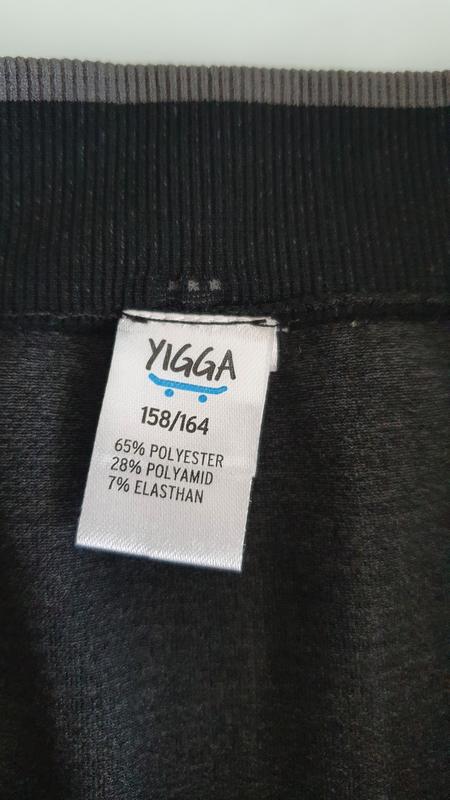 YIGGA
158/164
65% POLYESTER
28% POLYAMID
7% ELASTHAN